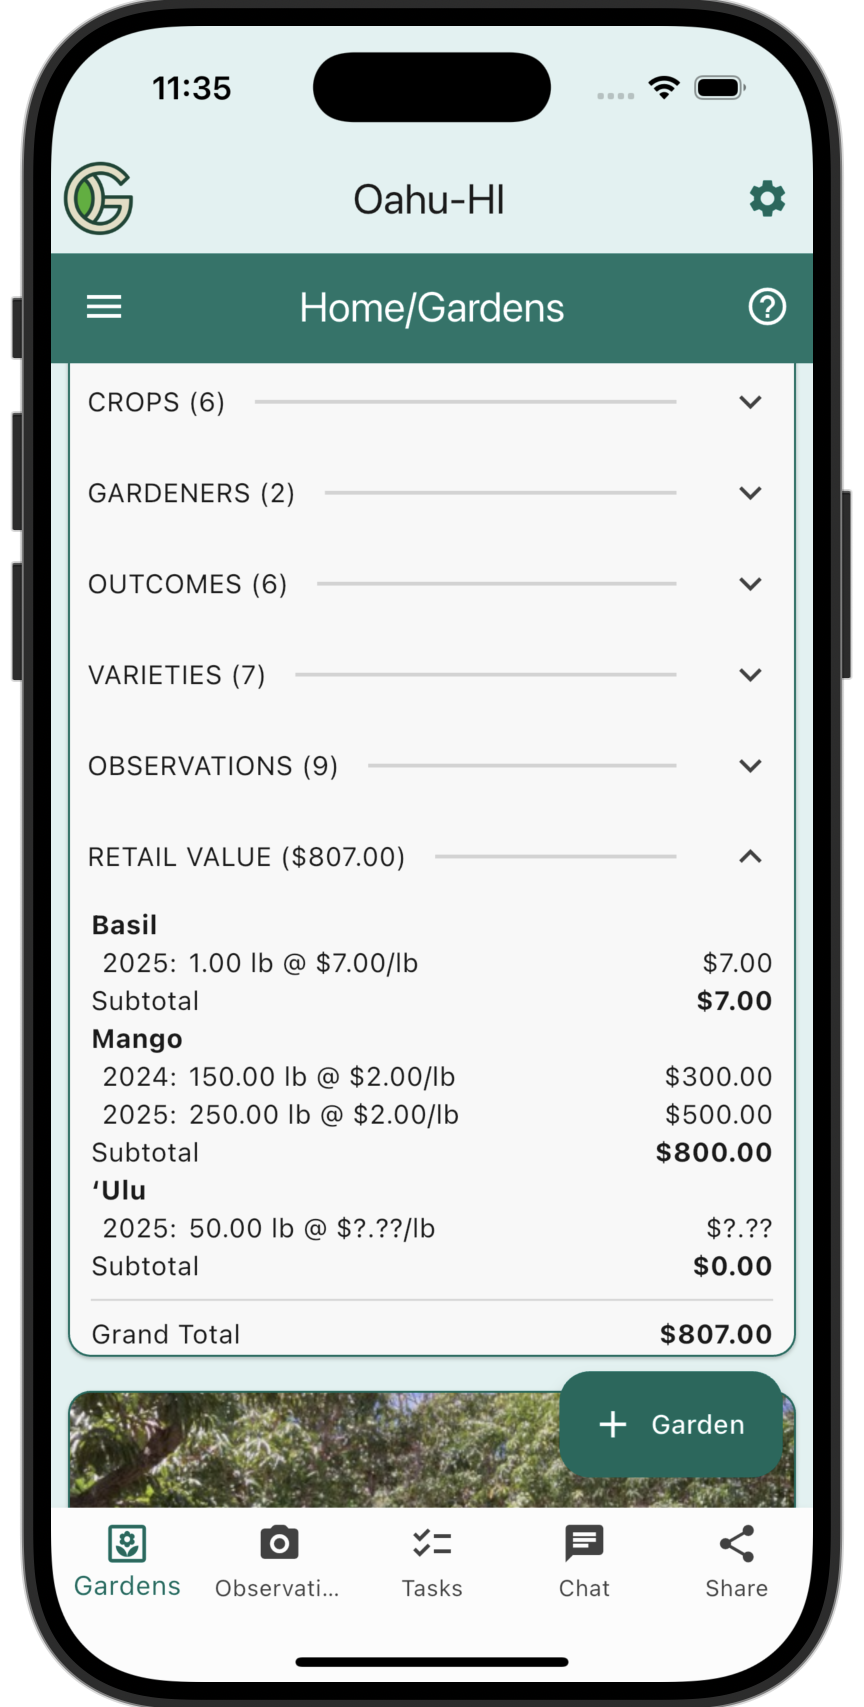 11:35
Oahu-HI
Home/Gardens
CROPS (6)
GARDENERS (2)
OUTCOMES (6)
VARIETIES (7)
OBSERVATIONS (9)
RETAIL VALUE ($807.00)
Basil
2025: 1.00 lb @ $7.00/lb $7.00
Subtotal $7.00
Mango
2024: 150.00 lb @ $2.00/lb $300.00
2025: 250.00 lb @ $2.00/lb $500.00
Subtotal $800.00
ʻUlu
2025: 50.00 lb @ $?.??/lb $?.??
Subtotal $0.00
Grand Total $807.00
+ Garden
Gardens Observati... Tasks Chat Share